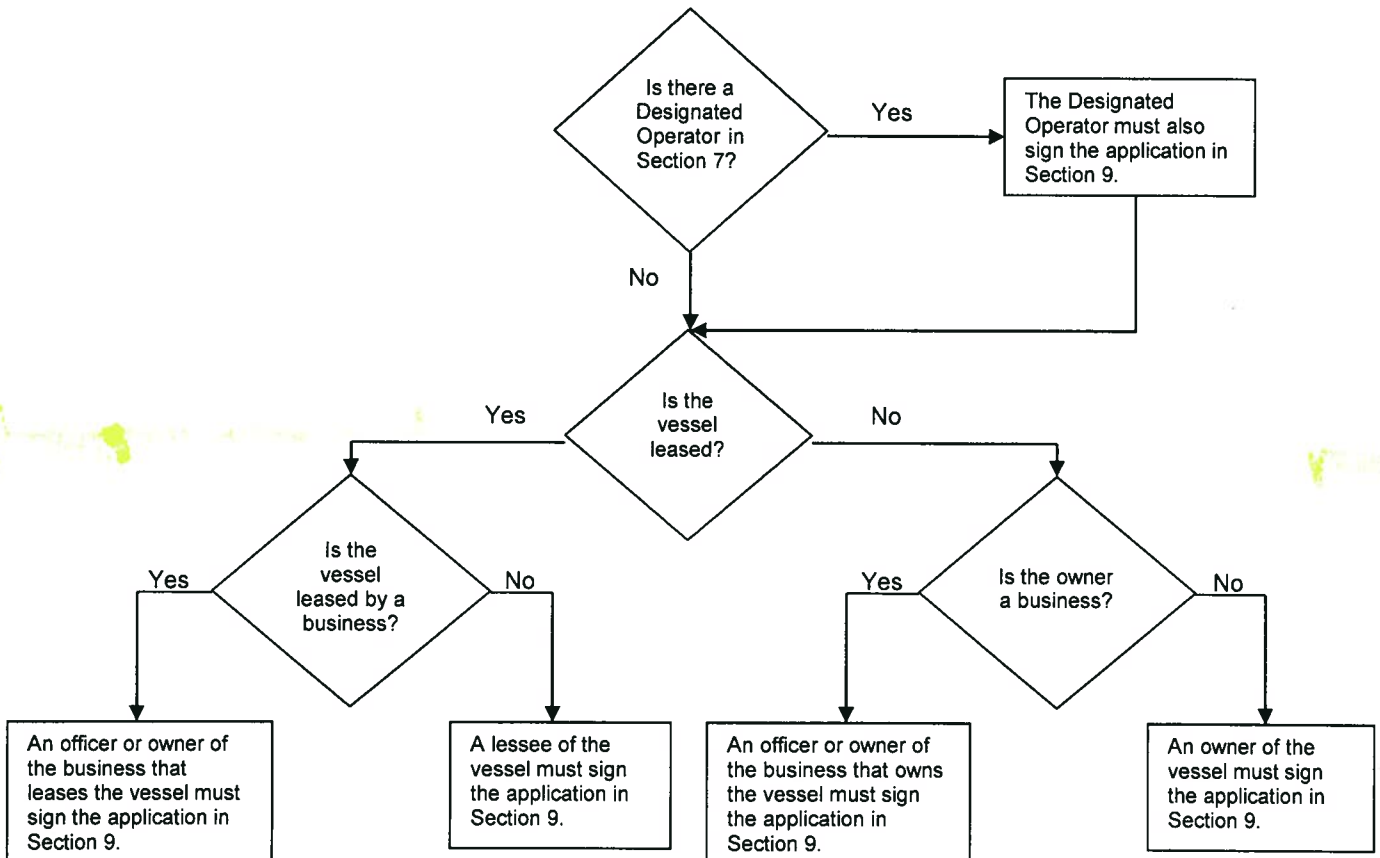 Is there a
Designated
Operator in
Section 7?
Yes
The Designated
Operator must also
sign the application in
Section 9.
No
Is the
vessel
leased?
Yes
No
Is the
vessel
leased by a
business?
Yes
No
Is the owner
a business?
Yes
No
An officer or owner of
the business that
leases the vessel must
sign the application in
Section 9.
A lessee of the
vessel must sign
the application in
Section 9.
An officer or owner of
the business that owns
the vessel must sign
the application in
Section 9.
An owner of the
vessel must sign
the application in
Section 9.